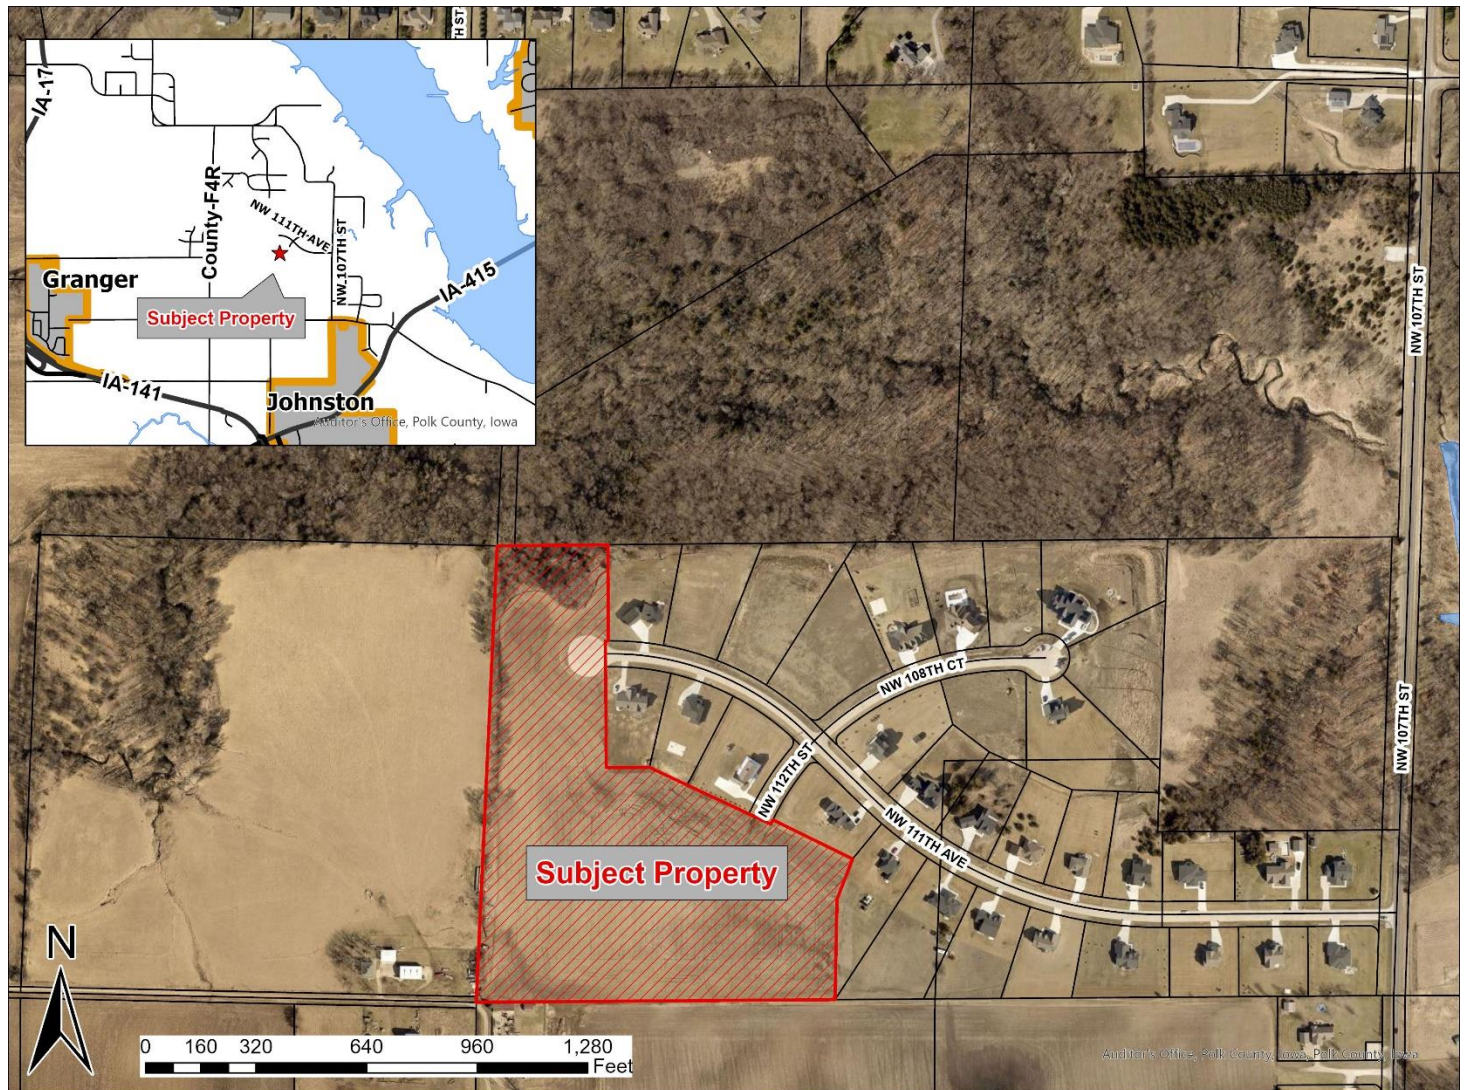 TH ST
IA-17
County-F4R
NW 111TH AVE
NW 107TH ST
IA-415
Granger
Subject Property
IA-141
Johnston
Auditor's Office, Polk County, Iowa
NW 107TH ST
NW 108TH CT
NW 107TH ST
NW 112TH ST
NW 111TH AVE
Subject Property
N
0 160 320 640 960 1,280
Feet
Auditor's Office, Polk County, Iowa, Polk County, Iowa